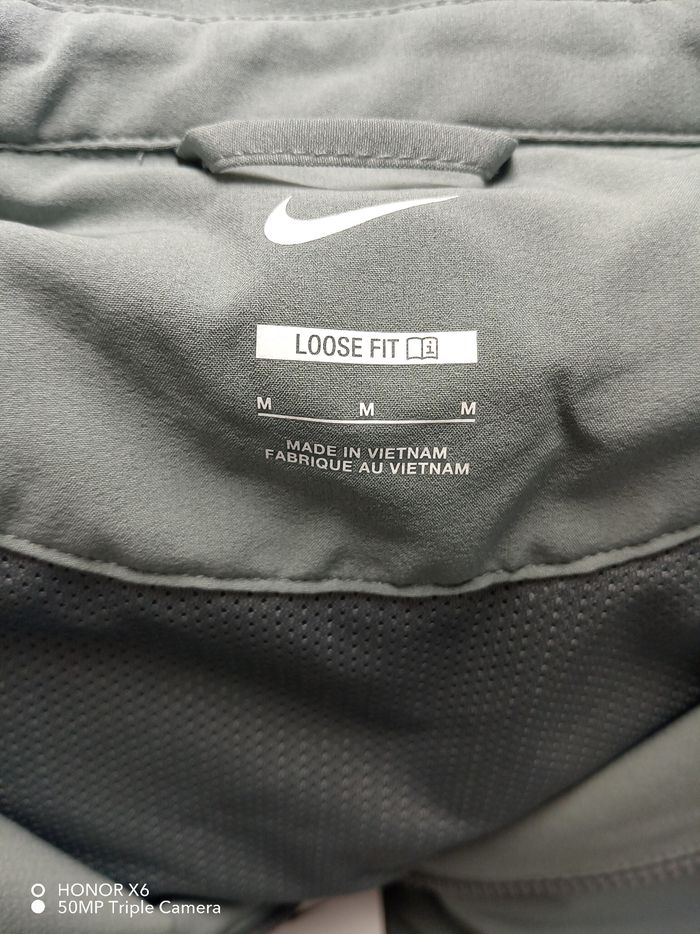 LOOSE FIT
M M M
MADE IN VIETNAM
FABRIQUE AU VIETNAM
HONOR X6
50MP Triple Camera